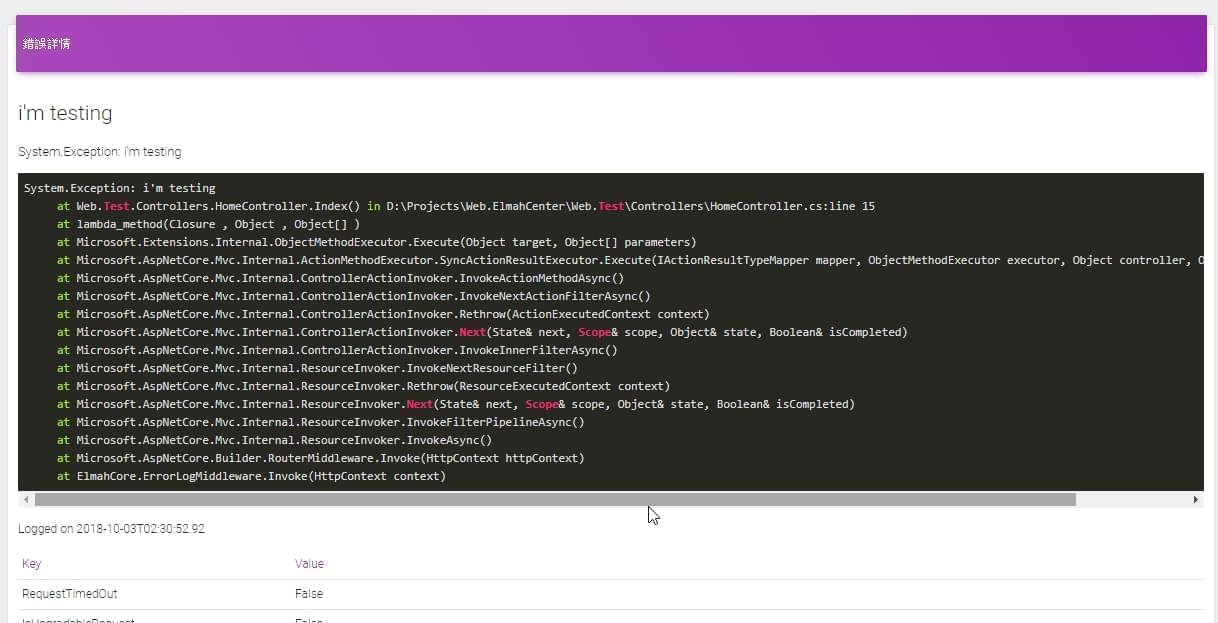 錯誤詳情
i'm testing
System.Exception: i'm testing
System.Exception: i'm testing
at Web.Test.Controllers.HomeController.Index() in D:\Projects\Web.ElmahCenter\Web.Test\Controllers\HomeController.cs:line 15
at lambda_method(Closure , Object , Object[] )
at Microsoft.Extensions.Internal.ObjectMethodExecutor.Execute(Object target, Object[] parameters)
at Microsoft.AspNetCore.Mvc.Internal.ActionMethodExecutor.SyncActionResultExecutor.Execute(IActionResultTypeMapper mapper, ObjectMethodExecutor executor, Object controller, O
at Microsoft.AspNetCore.Mvc.Internal.ControllerActionInvoker.InvokeActionMethodAsync()
at Microsoft.AspNetCore.Mvc.Internal.ControllerActionInvoker.InvokeNextActionFilterAsync()
at Microsoft.AspNetCore.Mvc.Internal.ControllerActionInvoker.Rethrow(ActionExecutedContext context)
at Microsoft.AspNetCore.Mvc.Internal.ControllerActionInvoker.Next(State& next, Scope& scope, Object& state, Boolean& isCompleted)
at Microsoft.AspNetCore.Mvc.Internal.ControllerActionInvoker.InvokeInnerFilterAsync()
at Microsoft.AspNetCore.Mvc.Internal.ResourceInvoker.InvokeNextResourceFilter()
at Microsoft.AspNetCore.Mvc.Internal.ResourceInvoker.Rethrow(ResourceExecutedContext context)
at Microsoft.AspNetCore.Mvc.Internal.ResourceInvoker.Next(State& next, Scope& scope, Object& state, Boolean& isCompleted)
at Microsoft.AspNetCore.Mvc.Internal.ResourceInvoker.InvokeFilterPipelineAsync()
at Microsoft.AspNetCore.Mvc.Internal.ResourceInvoker.InvokeAsync()
at Microsoft.AspNetCore.Builder.RouterMiddleware.Invoke(HttpContext httpContext)
at ElmahCore.ErrorLogMiddleware.Invoke(HttpContext context)
Logged on 2018-10-03T02:30:52.92
Key Value
RequestTimedOut False
IsUpgradableRequest False